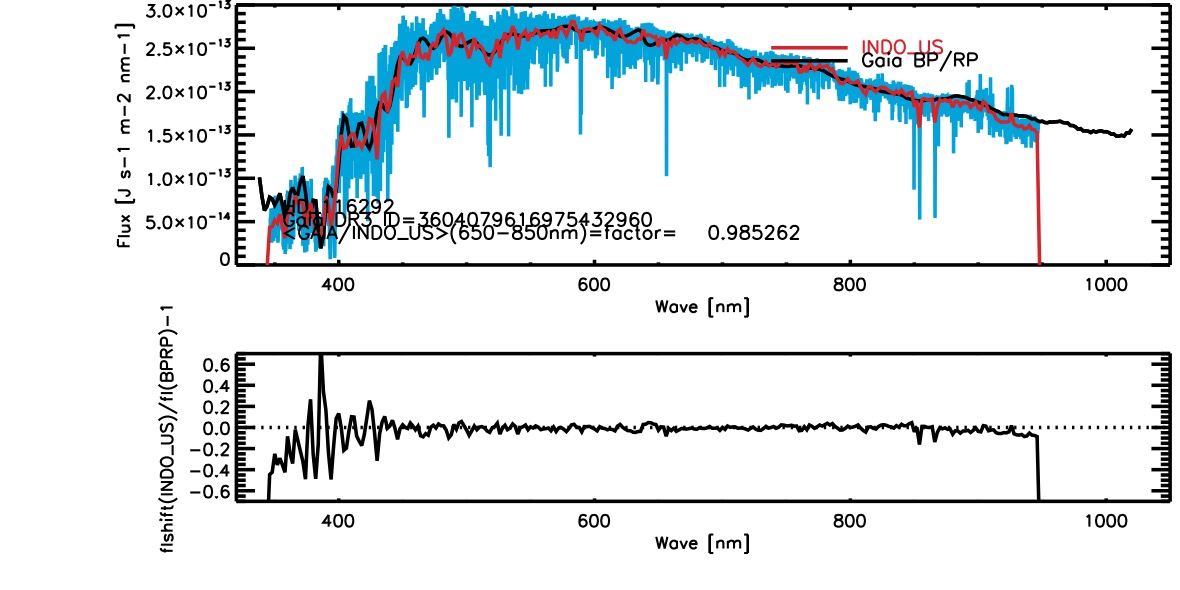 3.0×10⁻¹³
2.5×10⁻¹³
2.0×10⁻¹³
1.5×10⁻¹³
1.0×10⁻¹³
5.0×10⁻¹⁴
0
Flux [J s−1 m−2 nm−1]
INDO_US
Gaia BP/RP
HD_116292
Gaia DR3 ID=3604079616975432960
<GAIA/INDO_US>(650−850nm)=factor= 0.985262
400 600 800 1000
Wave [nm]
0.6
0.4
0.2
0.0
−0.2
−0.4
−0.6
flshift(INDO_US)/fl(BPRP)−1
400 600 800 1000
Wave [nm]